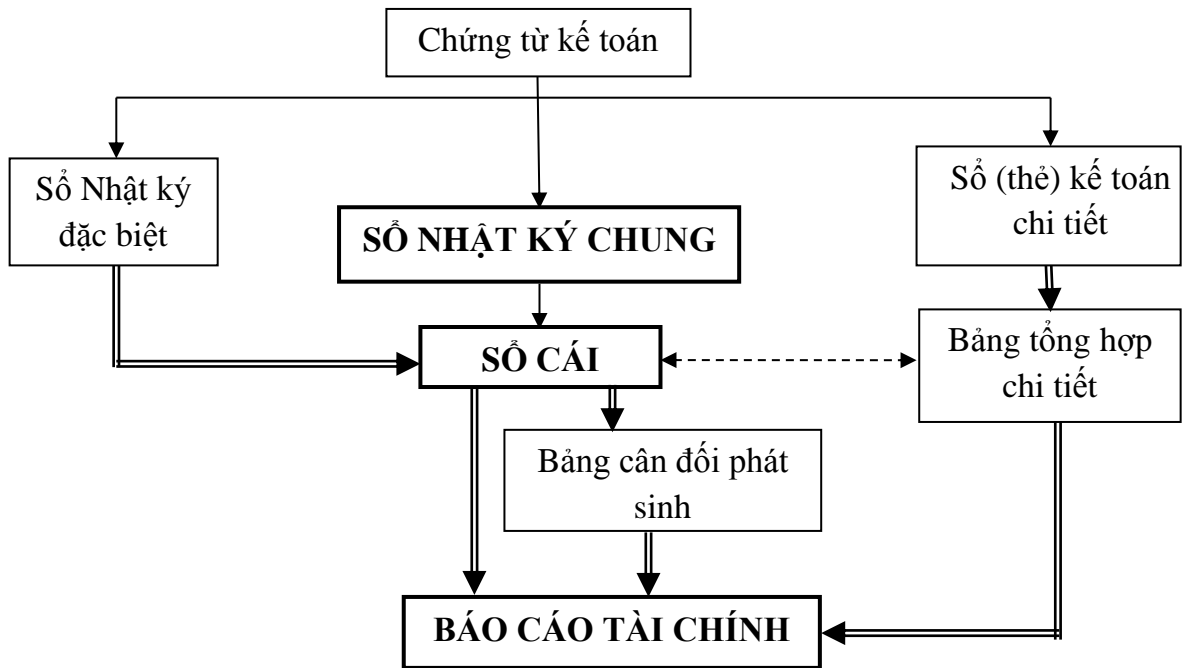 Chứng từ kế toán
Sổ Nhật ký
đặc biệt
SỔ NHẬT KÝ CHUNG
Sổ (thẻ) kế toán
chi tiết
SỔ CÁI
Bảng tổng hợp
chi tiết
Bảng cân đối phát
sinh
BÁO CÁO TÀI CHÍNH